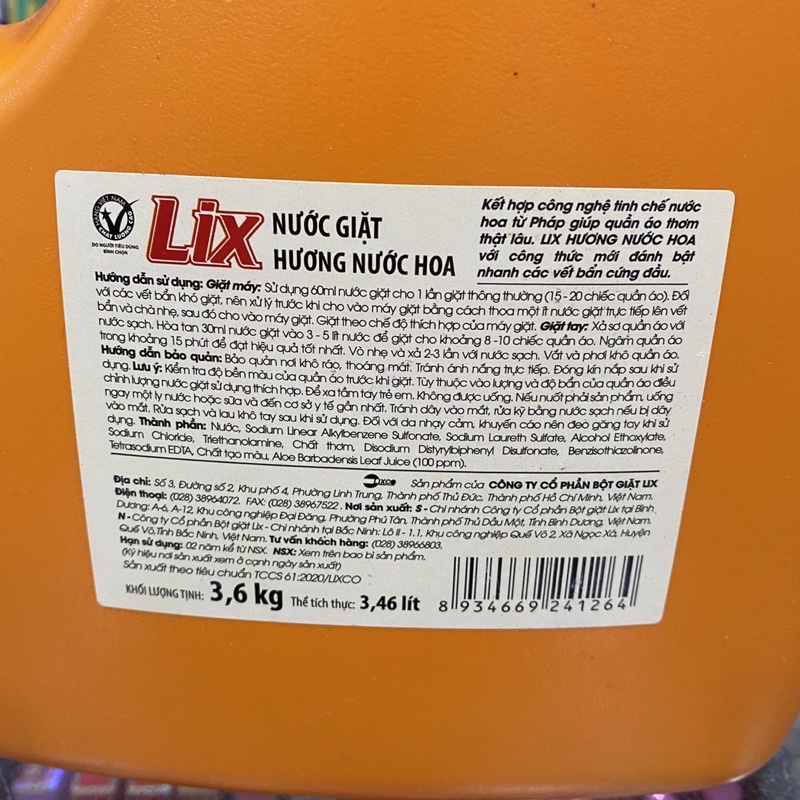 HÀNG VIỆT NAM
CHẤT LƯỢNG CAO
DO NGƯỜI TIÊU DÙNG
BÌNH CHỌN
Lix
NƯỚC GIẶT
HƯƠNG NƯỚC HOA
Kết hợp công nghệ tinh chế nước
hoa từ Pháp giúp quần áo thơm
thật lâu. LIX HƯƠNG NƯỚC HOA
với công thức mới đánh bật
nhanh các vết bẩn cứng đầu.
Hướng dẫn sử dụng: Giặt máy: Sử dụng 60ml nước giặt cho 1 lần giặt thông thường (15 - 20 chiếc quần áo). Đối
với các vết bẩn khó giặt, nên xử lý trước khi cho vào máy giặt bằng cách thoa một ít nước giặt trực tiếp lên vết
bẩn và chà nhẹ, sau đó cho vào máy giặt. Giặt theo chế độ thích hợp của máy giặt. Giặt tay: Xả sơ quần áo với
nước sạch. Hòa tan 30ml nước giặt vào 3 - 5 lít nước để giặt cho khoảng 8 -10 chiếc quần áo. Ngâm quần áo
trong khoảng 15 phút để đạt hiệu quả tốt nhất. Vò nhẹ và xả 2-3 lần với nước sạch. Vắt và phơi khô quần áo.
Hướng dẫn bảo quản: Bảo quản nơi khô ráo, thoáng mát. Tránh ánh nắng trực tiếp. Đóng kín nắp sau khi sử
dụng. Lưu ý: Kiểm tra độ bền màu của quần áo trước khi giặt. Tùy thuộc vào lượng và độ bẩn của quần áo điều
chỉnh lượng nước giặt sử dụng thích hợp. Để xa tầm tay trẻ em. Không được uống. Nếu nuốt phải sản phẩm, uống
ngay một ly nước hoặc sữa và đến cơ sở y tế gần nhất. Tránh dây vào mắt, rửa kỹ bằng nước sạch nếu bị dây
vào mắt. Rửa sạch và lau khô tay sau khi sử dụng. Đối với da nhạy cảm, khuyến cáo nên đeo găng tay khi sử
dụng. Thành phần: Nước, Sodium Linear Alkylbenzene Sulfonate, Sodium Laureth Sulfate, Alcohol Ethoxylate,
Sodium Chloride, Triethanolamine, Chất thơm, Disodium Distyrylbiphenyl Disulfonate, Benzisothiazolinone,
Tetrasodium EDTA, Chất tạo màu, Aloe Barbadensis Leaf Juice (100 ppm).
LIXCO Sản phẩm của CÔNG TY CỔ PHẦN BỘT GIẶT LIX
Địa chỉ: Số 3, Đường số 2, Khu phố 4, Phường Linh Trung, Thành phố Thủ Đức, Thành phố Hồ Chí Minh, Việt Nam.
Điện thoại: (028) 38964072. FAX: (028) 38967522. Nơi sản xuất: S - Chi nhánh Công ty Cổ phần Bột giặt Lix tại Bình
Dương: A-6, A-12. Khu công nghiệp Đại Đăng, Phường Phú Tân, Thành phố Thủ Dầu Một, Tỉnh Bình Dương, Việt Nam.
N - Công ty Cổ Phần Bột giặt Lix - Chi nhánh tại Bắc Ninh: Lô II - 1.1, Khu công nghiệp Quế Võ 2, Xã Ngọc Xá, Huyện
Quế Võ, Tỉnh Bắc Ninh, Việt Nam. Tư vấn khách hàng: (028) 38966803.
Hạn sử dụng: 02 năm kể từ NSX. NSX: Xem trên bao bì sản phẩm.
(Ký hiệu nơi sản xuất xem ở cạnh ngày sản xuất)
Sản xuất theo tiêu chuẩn TCCS 61:2020/LIXCO
KHỐI LƯỢNG TỊNH: 3,6 kg Thể tích thực: 3,46 lít
8 934669 241264